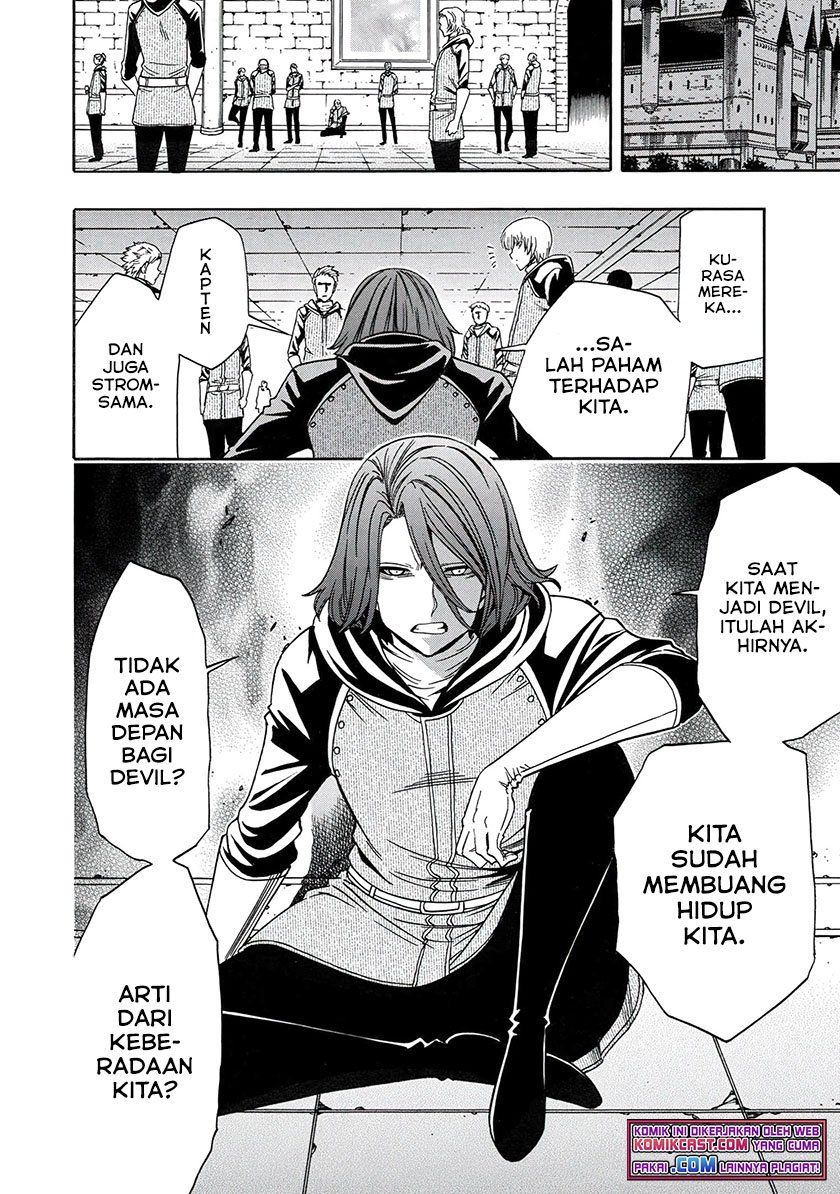 KU-
RASA
MERE-
KA...
...SA-
LAH PAHAM
TERHADAP
KITA.
K
A
P
T
E
N
DAN
JUGA
STROM-
SAMA.
SAAT
KITA MEN-
JADI DEVIL,
ITULAH AK-
HIRNYA.
KITA
SUDAH
MEMBUANG
HIDUP
KITA.
TIDAK
ADA
MASA
DEPAN
BAGI
DEVIL?
ARTI
DARI
KEBE-
RADAAN
KITA?
KOMIK INI DIKERJAKAN OLEH WEB
KOMIKCAST.COM YANG CUMA
PAKAI .COM LAINNYA PLAGIAT!